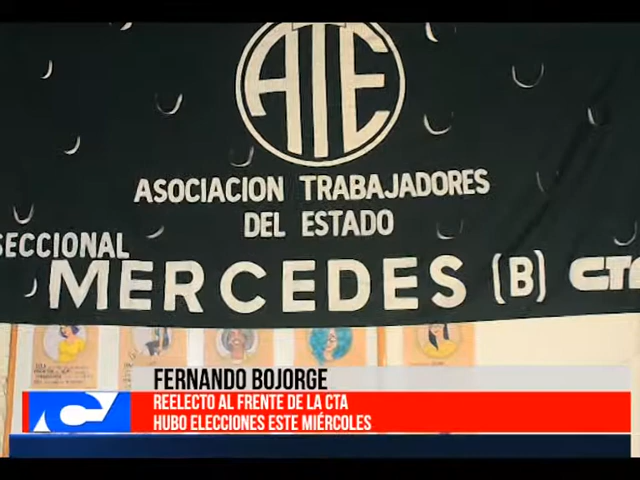 ATE
ASOCIACION TRABAJADORES
DEL ESTADO
SECCIONAL
MERCEDES (B) CTA
FERNANDO BOJORGE
REELECTO AL FRENTE DE LA CTA
HUBO ELECCIONES ESTE MIÉRCOLES